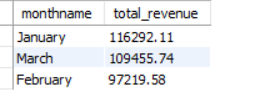 monthname total_revenue
January 116292.11
March 109455.74
February 97219.58